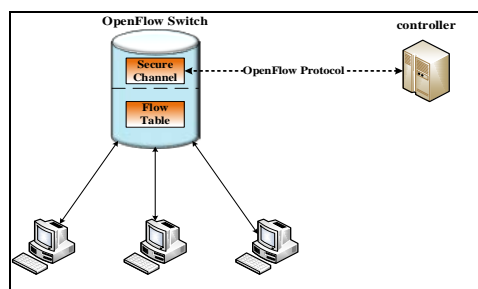 OpenFlow Switch
controller
Secure
Channel
OpenFlow Protocol
Flow
Table